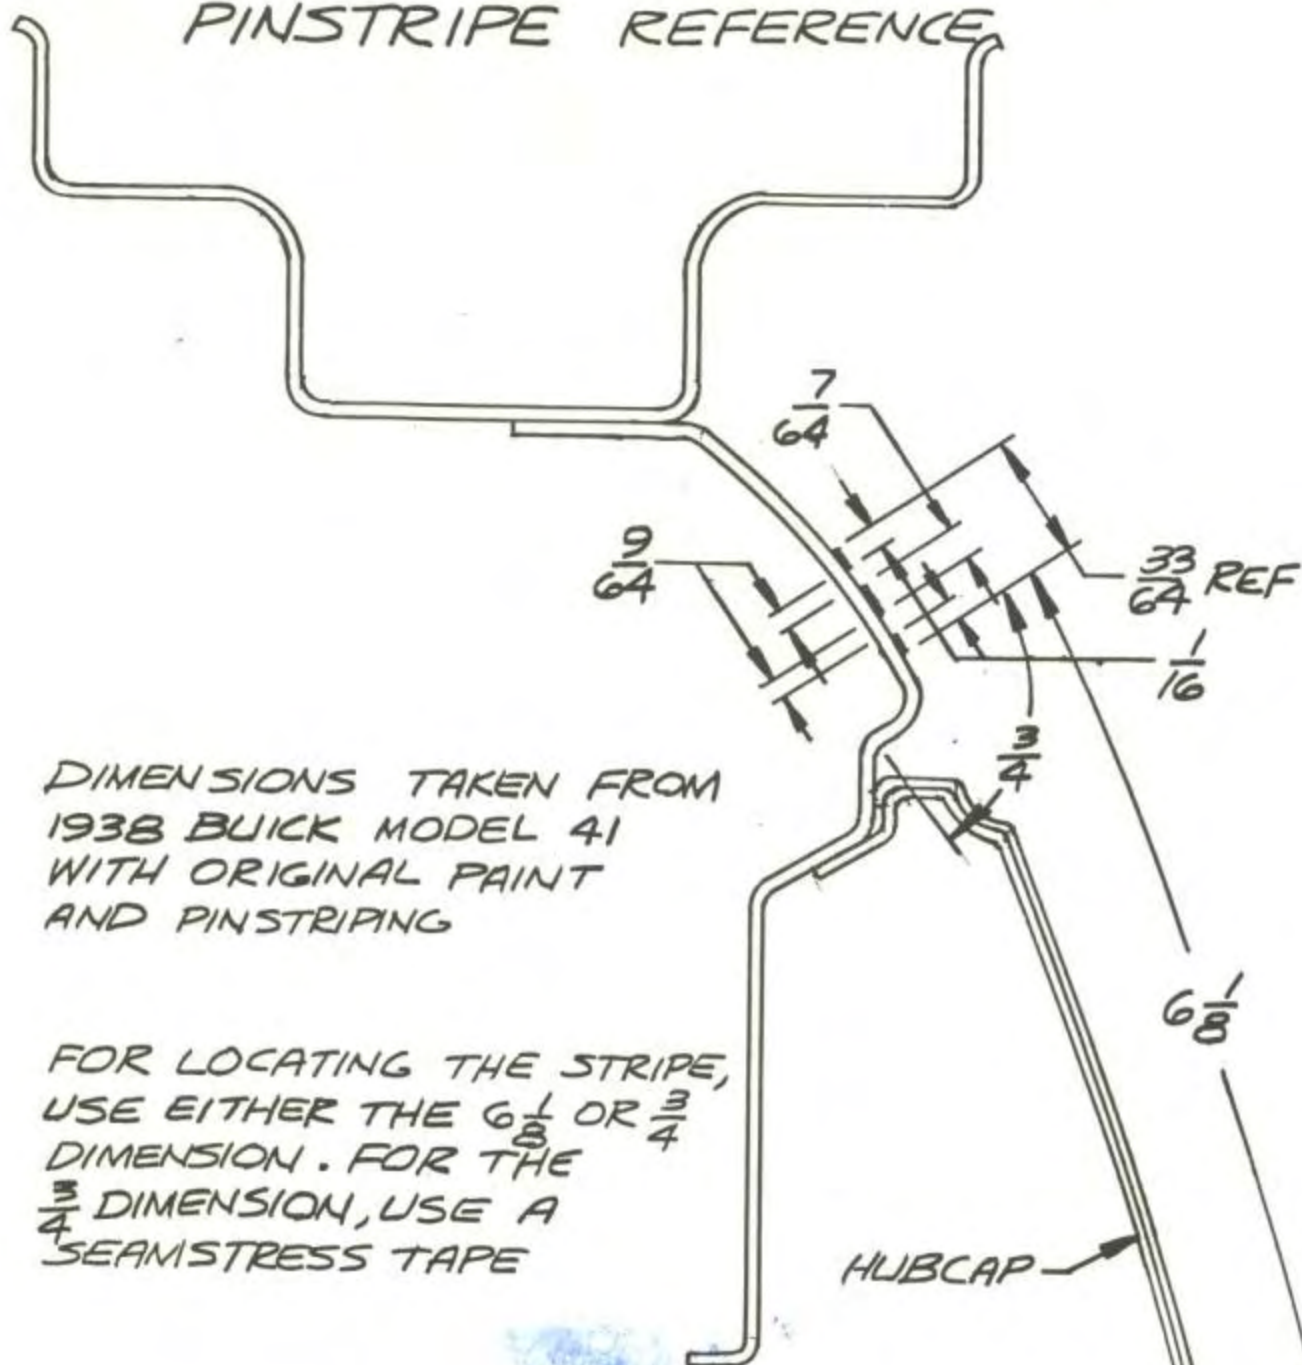 PINSTRIPE REFERENCE
7/64
9/64
33/64 REF
1/16
3/4
DIMENSIONS TAKEN FROM
1938 BUICK MODEL 41
WITH ORIGINAL PAINT
AND PINSTRIPING
6 1/8
FOR LOCATING THE STRIPE,
USE EITHER THE 6 1/8 OR 3/4
DIMENSION. FOR THE
3/4 DIMENSION, USE A
SEAMSTRESS TAPE
HUBCAP